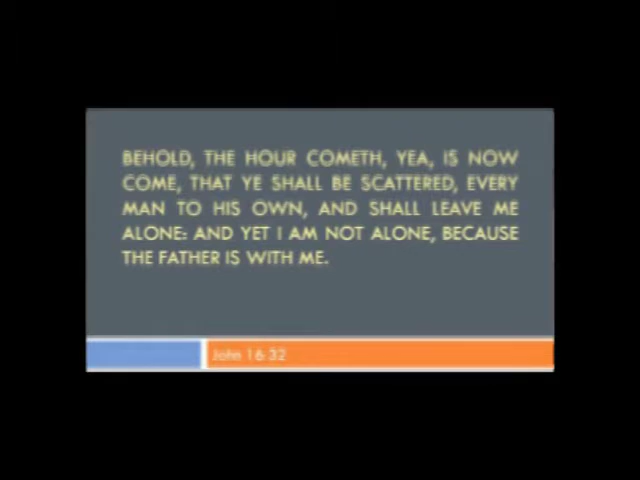 BEHOLD, THE HOUR COMETH, YEA, IS NOW
COME, THAT YE SHALL BE SCATTERED, EVERY
MAN TO HIS OWN, AND SHALL LEAVE ME
ALONE: AND YET I AM NOT ALONE, BECAUSE
THE FATHER IS WITH ME.
John 16:32